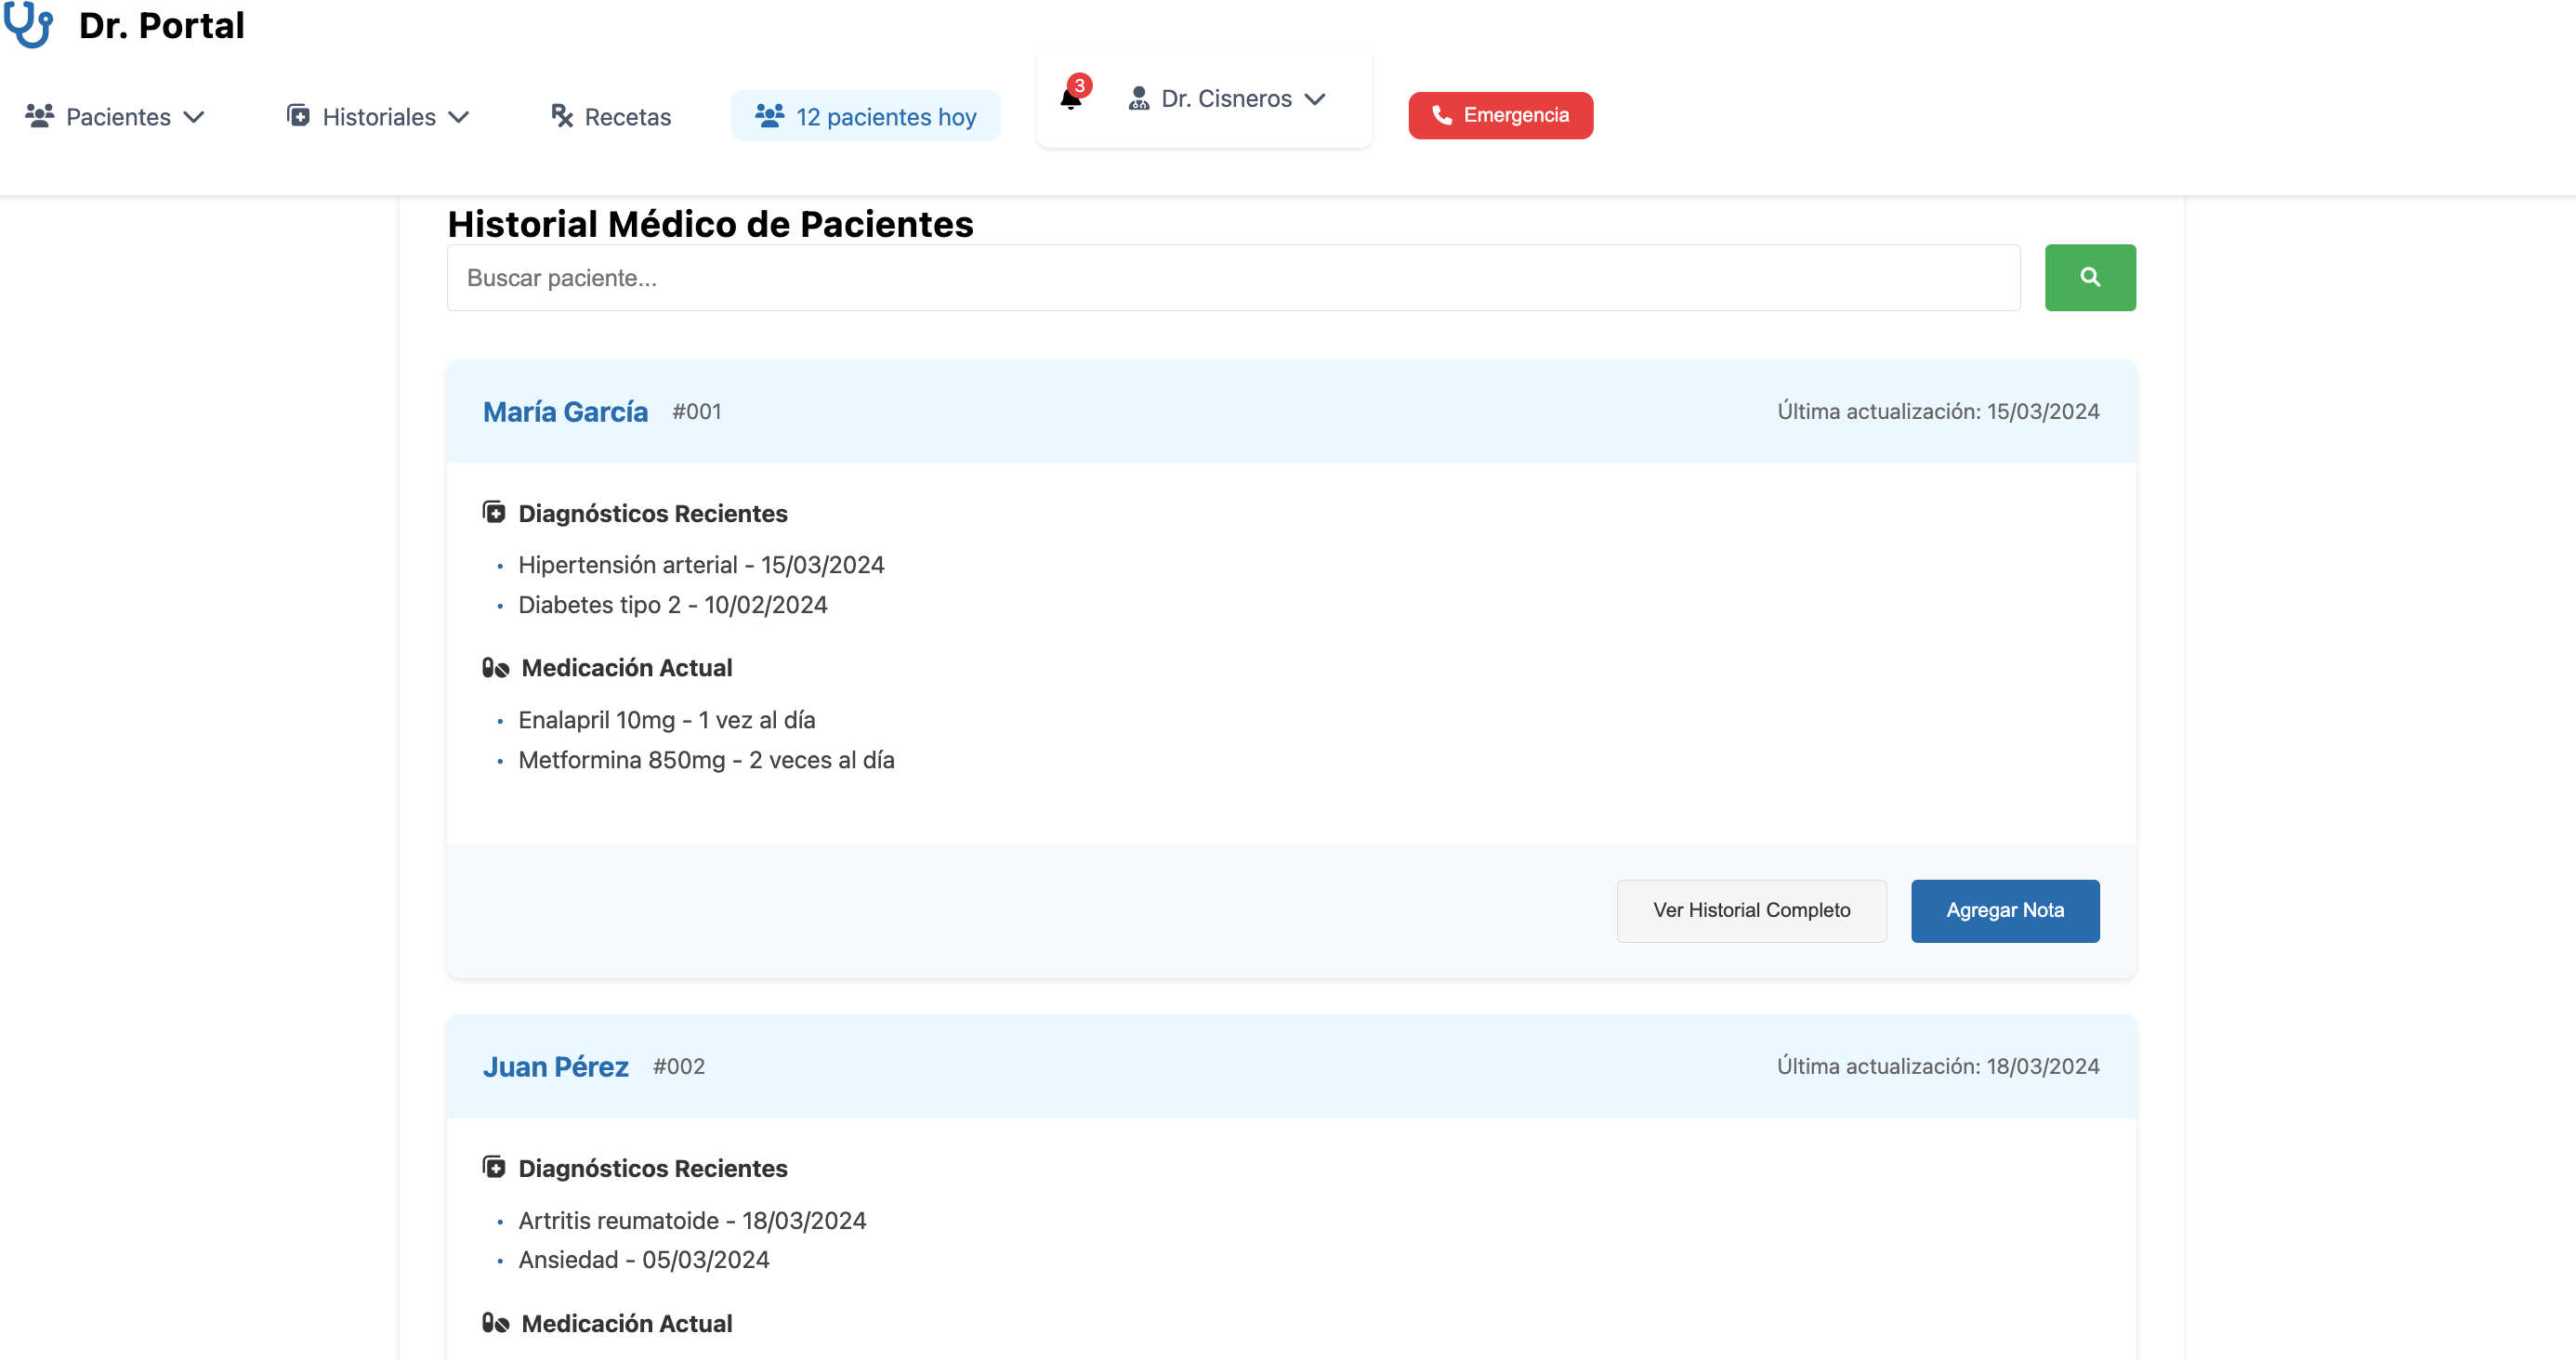 Dr. Portal
Pacientes
Historiales
Recetas
12 pacientes hoy
3
Dr. Cisneros
Emergencia
Historial Médico de Pacientes
Buscar paciente...
María García #001 Última actualización: 15/03/2024
Diagnósticos Recientes
• Hipertensión arterial - 15/03/2024
• Diabetes tipo 2 - 10/02/2024
Medicación Actual
• Enalapril 10mg - 1 vez al día
• Metformina 850mg - 2 veces al día
Ver Historial Completo
Agregar Nota
Juan Pérez #002 Última actualización: 18/03/2024
Diagnósticos Recientes
• Artritis reumatoide - 18/03/2024
• Ansiedad - 05/03/2024
Medicación Actual